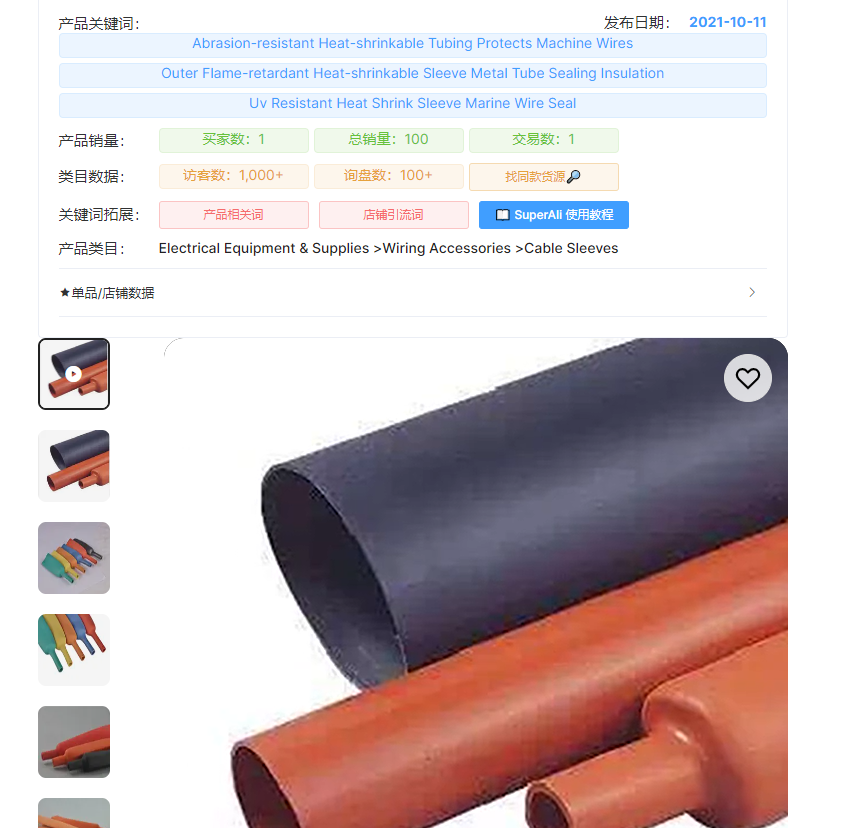 产品关键词： 发布日期： 2021-10-11
Abrasion-resistant Heat-shrinkable Tubing Protects Machine Wires
Outer Flame-retardant Heat-shrinkable Sleeve Metal Tube Sealing Insulation
Uv Resistant Heat Shrink Sleeve Marine Wire Seal
产品销量： 买家数：1 总销量：100 交易数：1
类目数据： 访客数：1,000+ 询盘数：100+ 找同款货源🔎
关键词拓展： 产品相关词 店铺引流词 📖 SuperAli 使用教程
产品类目： Electrical Equipment & Supplies >Wiring Accessories >Cable Sleeves
★单品/店铺数据